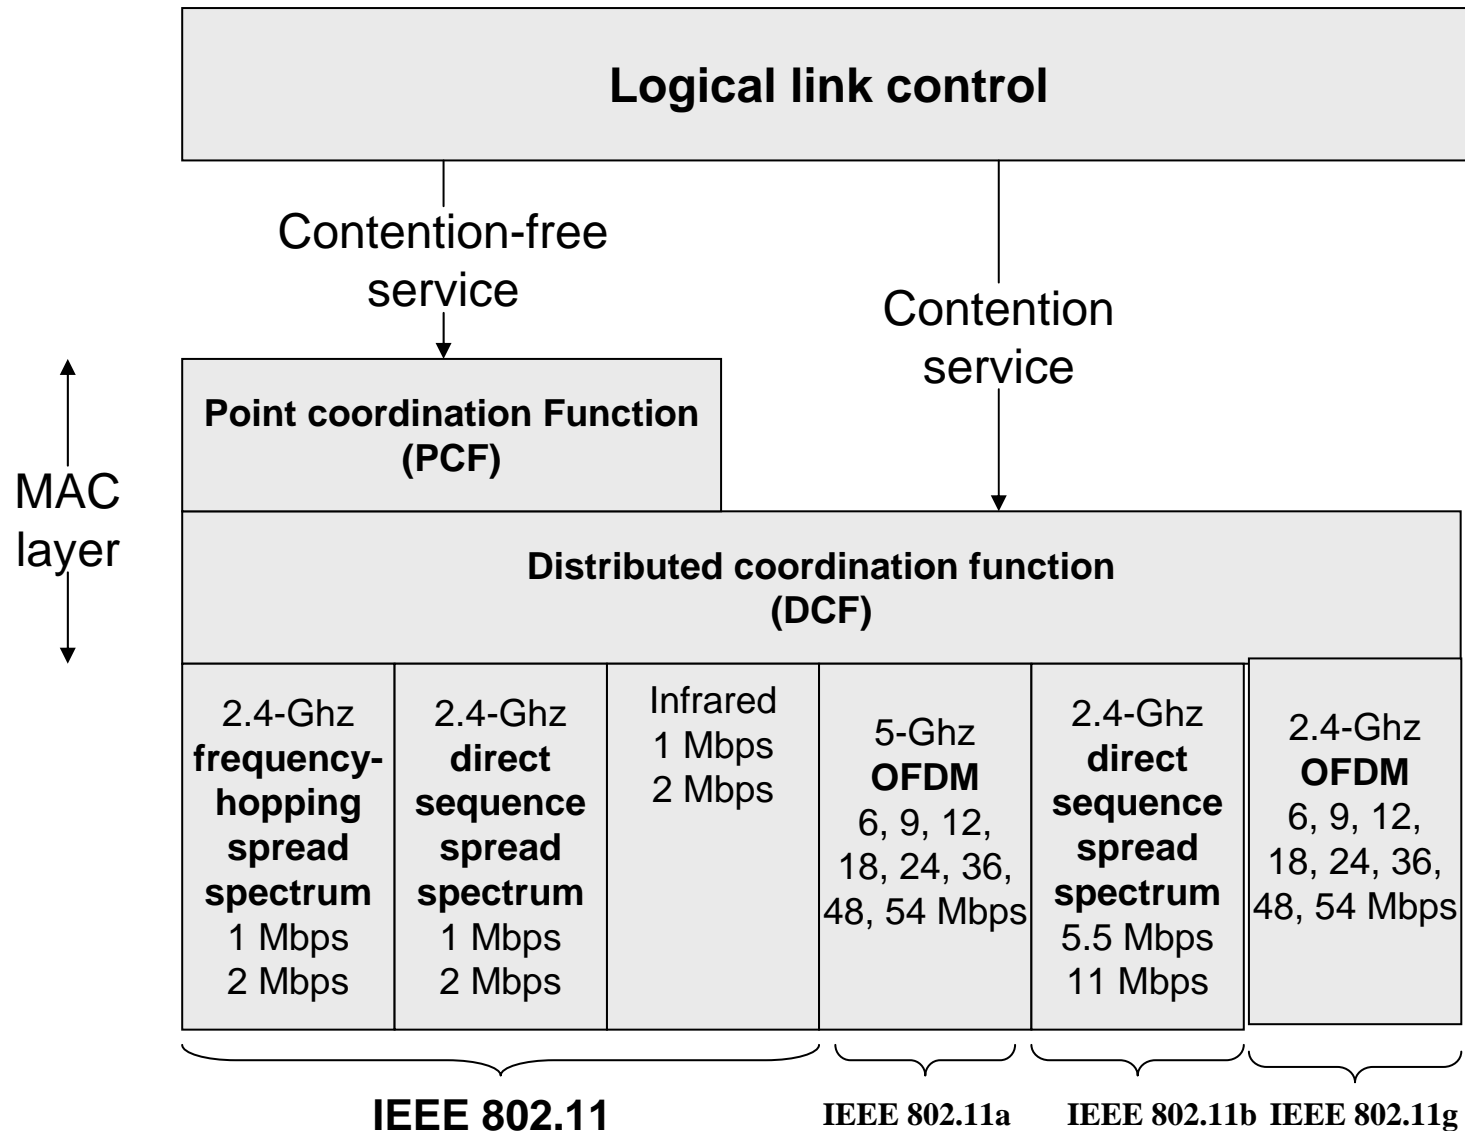 Logical link control
Contention-free
service
Contention
service
MAC
layer
Point coordination Function
(PCF)
Distributed coordination function
(DCF)
2.4-Ghz
frequency-
hopping
spread
spectrum
1 Mbps
2 Mbps
2.4-Ghz
direct
sequence
spread
spectrum
1 Mbps
2 Mbps
Infrared
1 Mbps
2 Mbps
5-Ghz
OFDM
6, 9, 12,
18, 24, 36,
48, 54 Mbps
2.4-Ghz
direct
sequence
spread
spectrum
5.5 Mbps
11 Mbps
2.4-Ghz
OFDM
6, 9, 12,
18, 24, 36,
48, 54 Mbps
IEEE 802.11
IEEE 802.11a
IEEE 802.11b
IEEE 802.11g